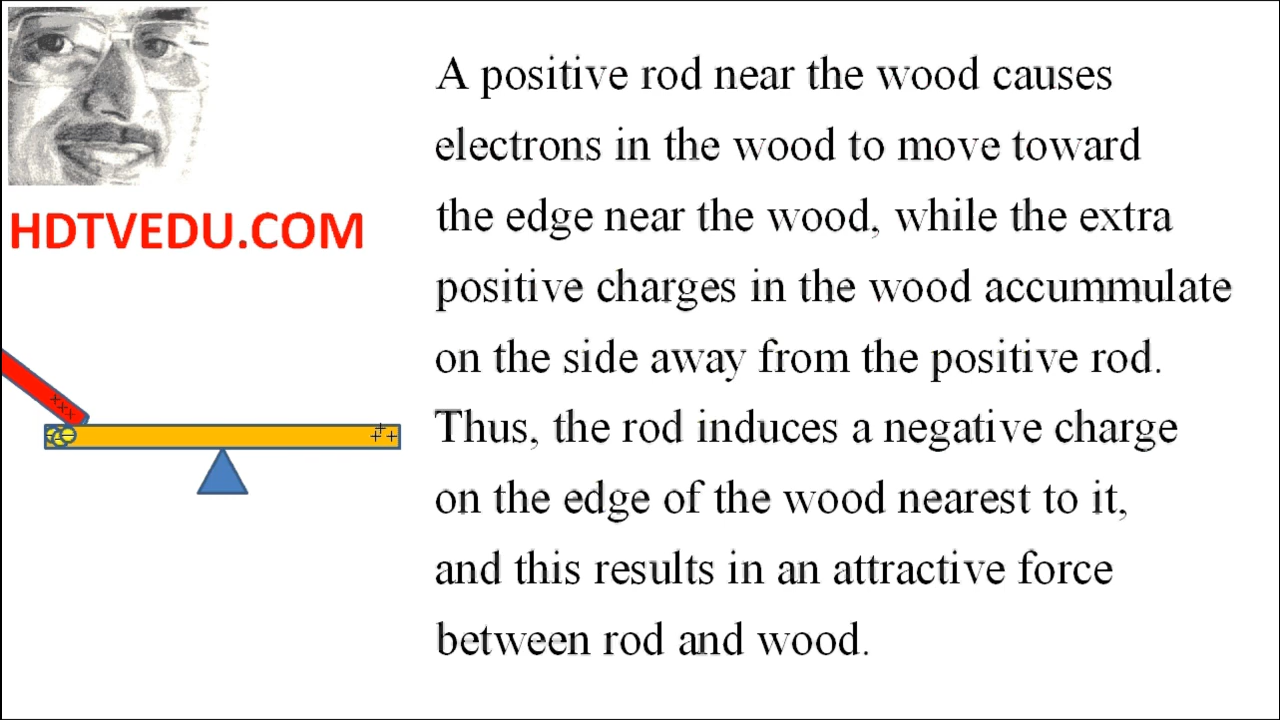 HDTVEDU.COM
A positive rod near the wood causes
electrons in the wood to move toward
the edge near the wood, while the extra
positive charges in the wood accummulate
on the side away from the positive rod.
Thus, the rod induces a negative charge
on the edge of the wood nearest to it,
and this results in an attractive force
between rod and wood.